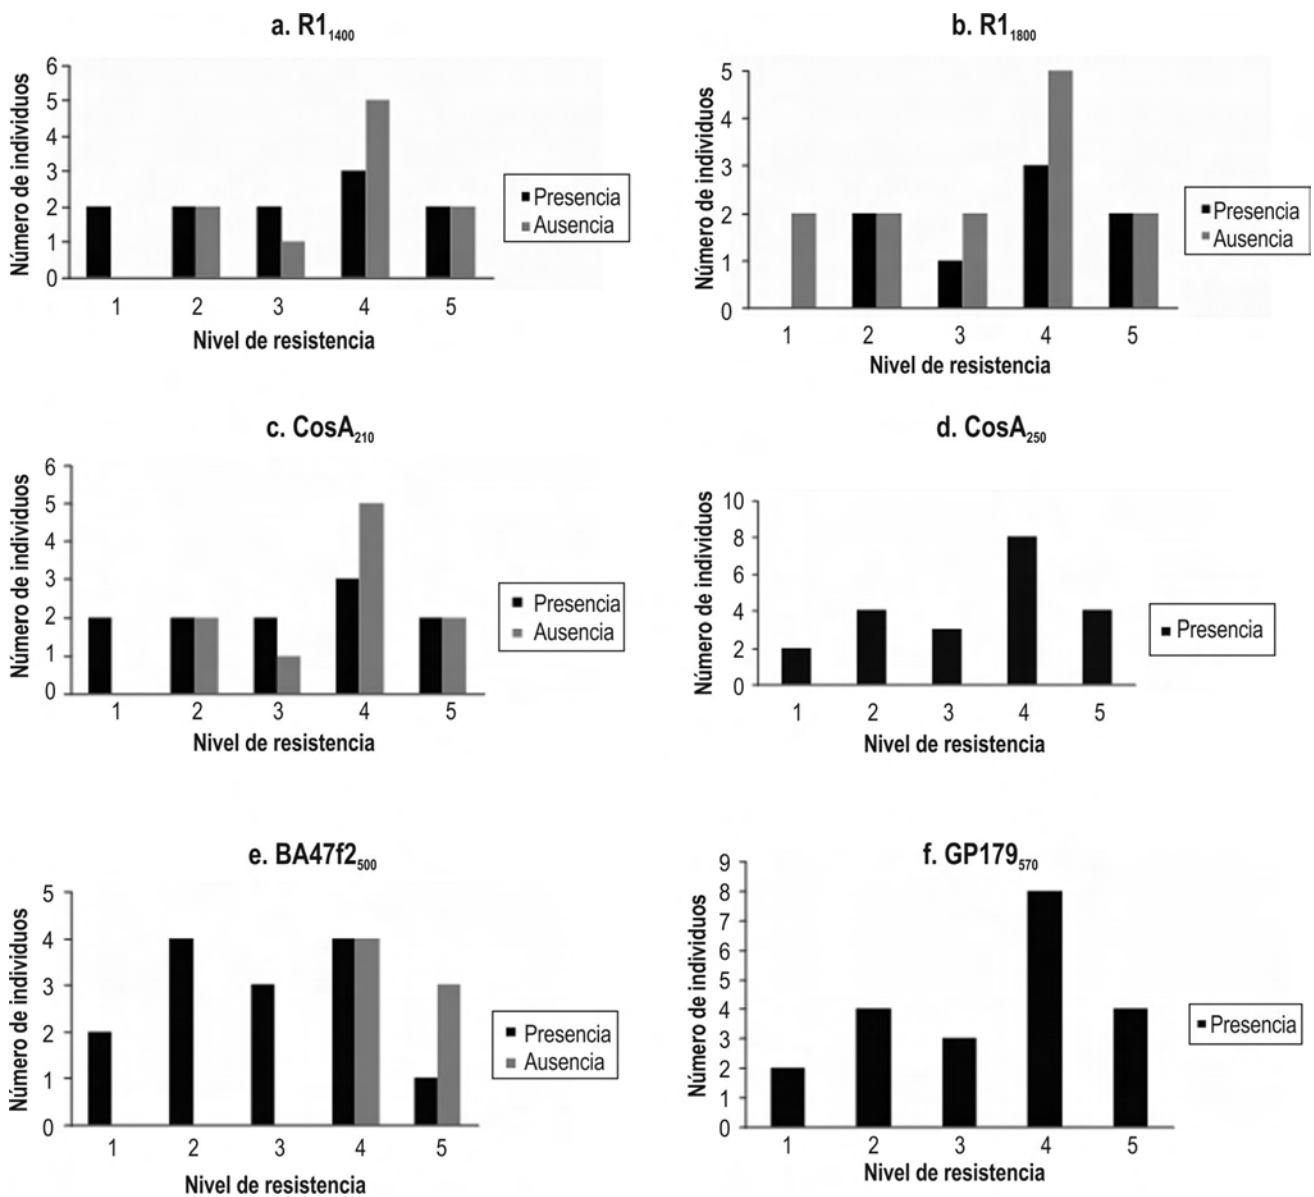 a. R1₁₄₀₀
Número de individuos
6
5
4
3
2
1
0
1 2 3 4 5
Nivel de resistencia
Presencia
Ausencia
b. R1₁₈₀₀
Número de individuos
5
4
3
2
1
0
1 2 3 4 5
Nivel de resistencia
Presencia
Ausencia
c. CosA₂₁₀
Número de individuos
6
5
4
3
2
1
0
1 2 3 4 5
Nivel de resistencia
Presencia
Ausencia
d. CosA₂₅₀
Número de individuos
10
8
6
4
2
0
1 2 3 4 5
Nivel de resistencia
Presencia
e. BA47f2₅₀₀
Número de individuos
5
4
3
2
1
0
1 2 3 4 5
Nivel de resistencia
Presencia
Ausencia
f. GP179₅₇₀
Número de individuos
9
8
7
6
5
4
3
2
1
0
1 2 3 4 5
Nivel de resistencia
Presencia